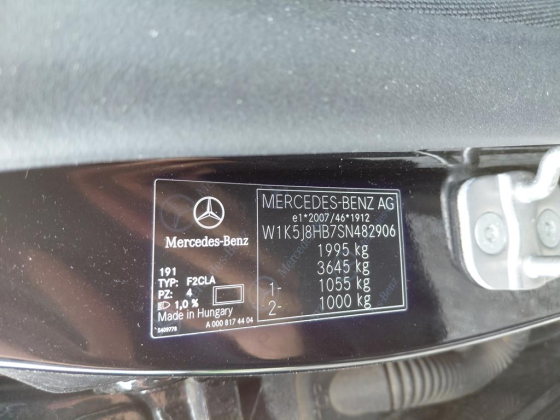 Mercedes-Benz
191
TYP: F2CLA
PZ: 4
1,0 %
Made in Hungary
5409778
A 000 817 44 04
MERCEDES-BENZ AG
e1*2007/46*1912
W1K5J8HB7SN482906
1995 kg
3645 kg
1- 1055 kg
2- 1000 kg